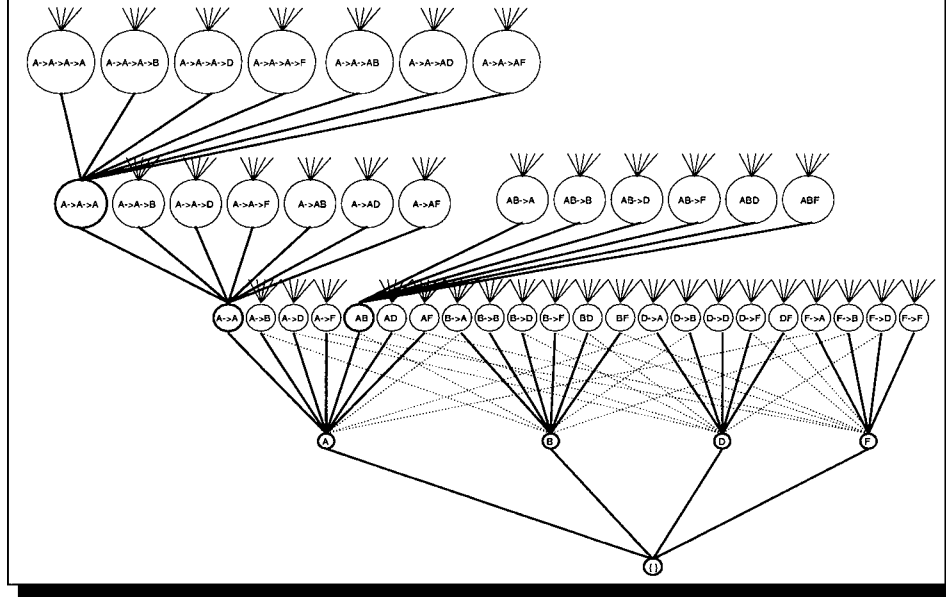 A->A->A->A A->A->A->B A->A->A->D A->A->A->F A->A->AB A->A->AD A->A->AF
A->A->A A->A->B A->A->D A->A->F A->AB A->AD A->AF AB->A AB->B AB->D AB->F ABD ABF
A->A A->B A->D A->F AB AD AF B->A B->B B->D B->F BD BF D->A D->B D->D D->F DF F->A F->B F->D F->F
A B D F
{}